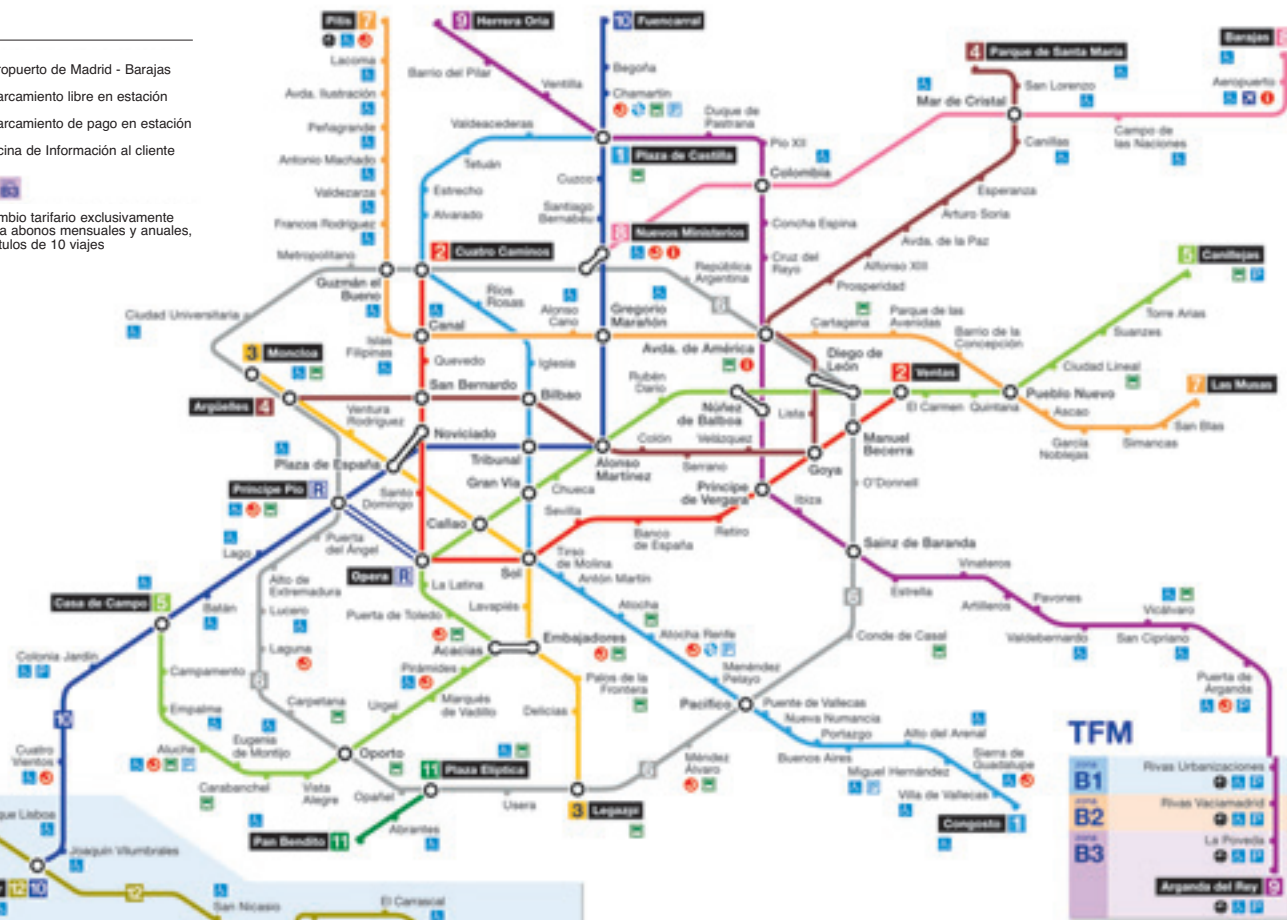 ropuerto de Madrid - Barajas
arcamiento libre en estación
arcamiento de pago en estación
cina de Información al cliente
B3
mbio tarifario exclusivamente
a abonos mensuales y anuales,
tulos de 10 viajes
Pitis 7
9 Herrera Oria
10 Fuencarral
4 Parque de Santa María
Barajas 8
Lacoma
Barrio del Pilar
Ventilla
Begoña
San Lorenzo
Aeropuerto
Avda. Ilustración
Chamartín
Mar de Cristal
Peñagrande
Valdeacederas
Duque de
Pastrana
Campo de
las Naciones
Antonio Machado
Tetuán
1 Plaza de Castilla
Pío XII
Canillas
Valdezarza
Estrecho
Cuzco
Colombia
Esperanza
Francos Rodríguez
Alvarado
Santiago
Bernabéu
Concha Espina
Arturo Soria
Metropolitano
2 Cuatro Caminos
8 Nuevos Ministerios
Avda. de la Paz
5 Canillejas
Guzmán el
Bueno
Ríos
Rosas
República
Argentina
Cruz del
Rayo
Alfonso XIII
Ciudad Universitaria
Alonso
Cano
Gregorio
Marañón
6
Prosperidad
Torre Arias
Canal
Cartagena
Parque de las
Avenidas
Suanzes
Islas
Filipinas
Avda. de América
Barrio de la
Concepción
3 Moncloa
Quevedo
Iglesia
Diego de
León
Ciudad Lineal
Rubén
Darío
2 Ventas
7 Las Musas
Argüelles 4
San Bernardo
Bilbao
Núñez
de Balboa
Lista
El Carmen
Quintana
Pueblo Nuevo
Ventura
Rodríguez
Ascao
San Blas
Noviciado
Colón
Velázquez
Manuel
Becerra
García
Noblejas
Simancas
Plaza de España
Tribunal
Alonso
Martínez
Serrano
Goya
Príncipe Pío R
Santo
Domingo
Gran Vía
Chueca
Príncipe
de Vergara
O'Donnell
Callao
Sevilla
Ibiza
Lago
Puerta
del Ángel
Banco
de España
Retiro
Sainz de Baranda
Opera R
Sol
Tirso
de Molina
Vinateros
Alto de
Extremadura
La Latina
Antón Martín
Estrella
Casa de Campo 5
Batán
Lucero
Puerta de Toledo
Lavapiés
Atocha
6
Artilleros
Pavones
Vicálvaro
Laguna
Acacias
Embajadores
Atocha Renfe
Conde de Casal
Valdebernardo
San Cipriano
Colonia Jardín
Campamento
Pirámides
Menéndez
Pelayo
6
Palos de la
Frontera
Puerta de
Arganda
10
Empalme
Carpetana
Urgel
Marqués
de Vadillo
Delicias
Pacífico
Puente de Vallecas
Nueva Numancia
Eugenia
de Montijo
Portazgo
Alto del Arenal
TFM
Cuatro
Vientos
Aluche
Oporto
Buenos Aires
Sierra de
Guadalupe
zona
B1
Rivas Urbanizaciones
Carabanchel
Vista
Alegre
11 Plaza Elíptica
6
Méndez
Álvaro
Miguel Hernández
Villa de Vallecas
zona
B2
Rivas Vaciamadrid
Opañel
Usera
3 Legazpi
Congosto 1
zona
B3
La Poveda
que Lisboa
Pan Bendito 11
Abrantes
Joaquín Vilumbrales
12 10
Arganda del Rey 9
12
San Nicasio
El Carrascal